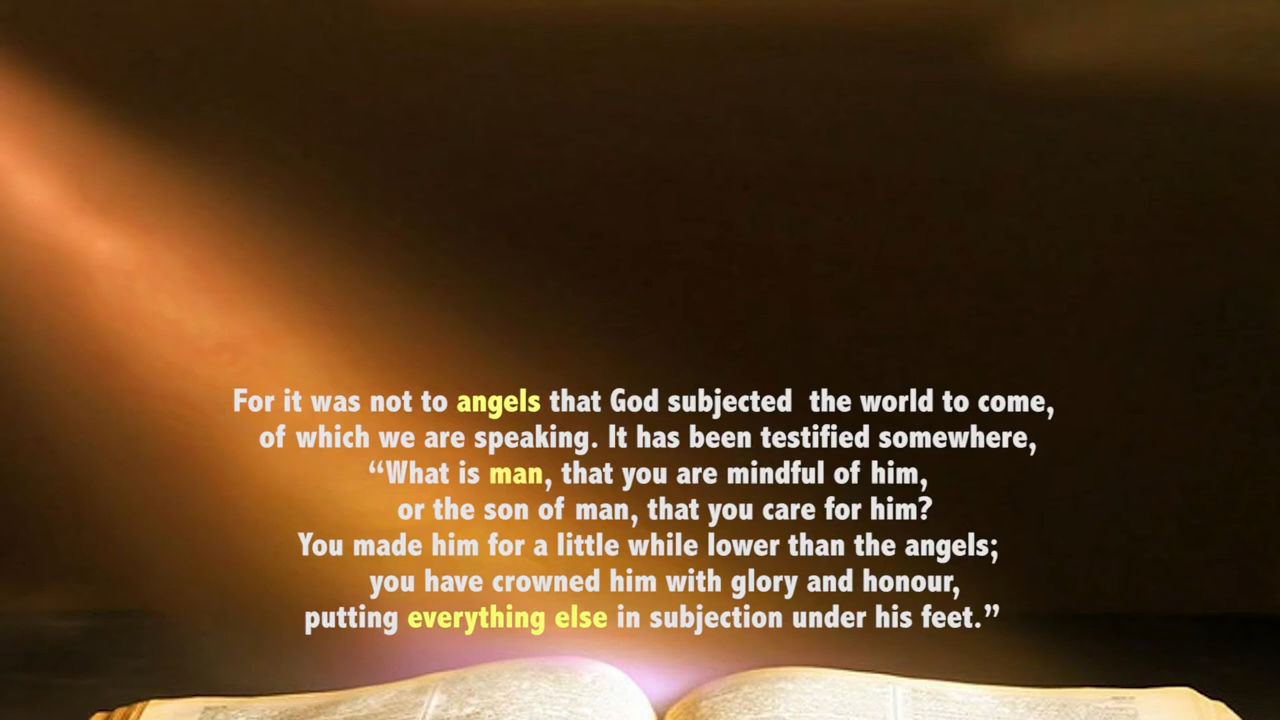 For it was not to angels that God subjected  the world to come,
of which we are speaking. It has been testified somewhere,
“What is man, that you are mindful of him,
or the son of man, that you care for him?
You made him for a little while lower than the angels;
you have crowned him with glory and honour,
putting everything else in subjection under his feet.”